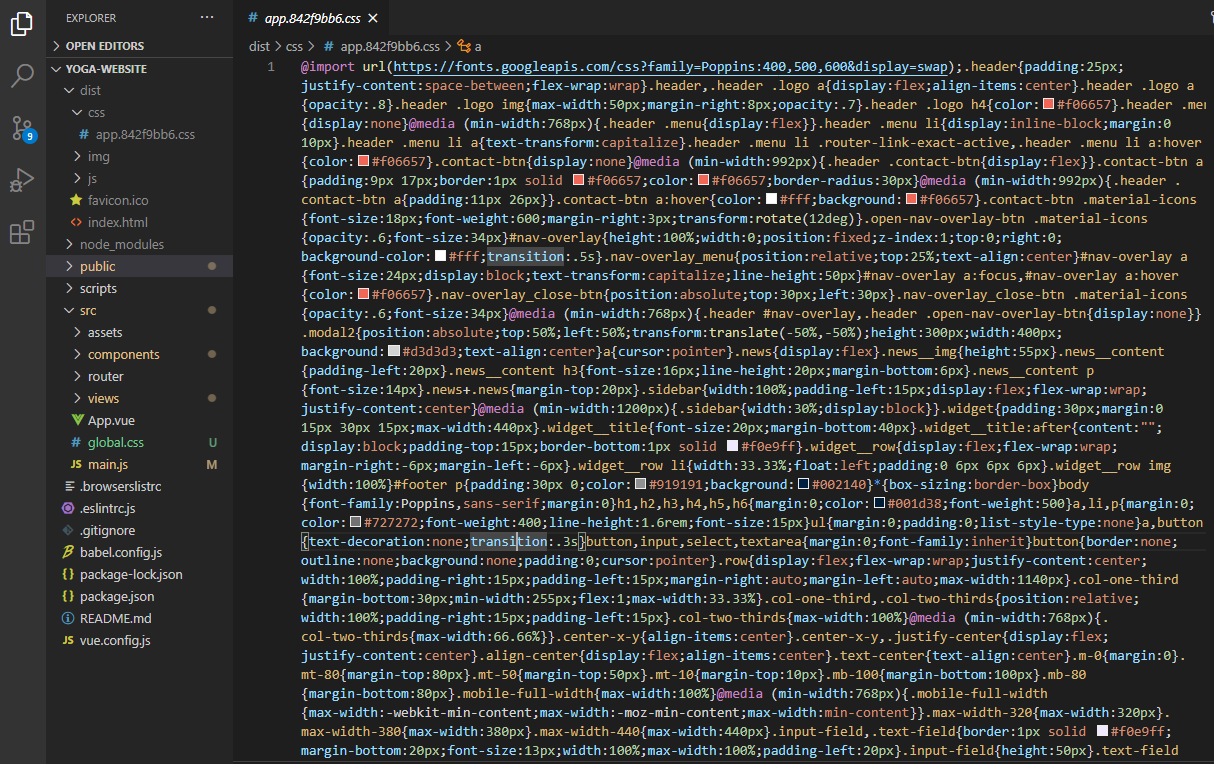 EXPLORER
···
OPEN EDITORS
YOGA-WEBSITE
dist
css
# app.842f9bb6.css
img
js
favicon.ico
<> index.html
node_modules
public
scripts
src
assets
components
router
views
App.vue
# global.css U
JS main.js M
.browserslistrc
.eslintrc.js
.gitignore
babel.config.js
{} package-lock.json
{} package.json
README.md
JS vue.config.js
9
# app.842f9bb6.css ×
dist > css > # app.842f9bb6.css > a
1
@import url(https://fonts.googleapis.com/css?family=Poppins:400,500,600&display=swap);.header{padding:25px;
justify-content:space-between;flex-wrap:wrap}.header,.header .logo a{display:flex;align-items:center}.header .logo a
{opacity:.8}.header .logo img{max-width:50px;margin-right:8px;opacity:.7}.header .logo h4{color:#f06657}.header .men
{display:none}@media (min-width:768px){.header .menu{display:flex}}.header .menu li{display:inline-block;margin:0
10px}.header .menu li a{text-transform:capitalize}.header .menu li .router-link-exact-active,.header .menu li a:hover
{color:#f06657}.contact-btn{display:none}@media (min-width:992px){.header .contact-btn{display:flex}}.contact-btn a
{padding:9px 17px;border:1px solid #f06657;color:#f06657;border-radius:30px}@media (min-width:992px){.header .
contact-btn a{padding:11px 26px}}.contact-btn a:hover{color:#fff;background:#f06657}.contact-btn .material-icons
{font-size:18px;font-weight:600;margin-right:3px;transform:rotate(12deg)}.open-nav-overlay-btn .material-icons
{opacity:.6;font-size:34px}#nav-overlay{height:100%;width:0;position:fixed;z-index:1;top:0;right:0;
background-color:#fff;transition:.5s}.nav-overlay_menu{position:relative;top:25%;text-align:center}#nav-overlay a
{font-size:24px;display:block;text-transform:capitalize;line-height:50px}#nav-overlay a:focus,#nav-overlay a:hover
{color:#f06657}.nav-overlay_close-btn{position:absolute;top:30px;left:30px}.nav-overlay_close-btn .material-icons
{opacity:.6;font-size:34px}@media (min-width:768px){.header #nav-overlay,.header .open-nav-overlay-btn{display:none}}
.modal2{position:absolute;top:50%;left:50%;transform:translate(-50%,-50%);height:300px;width:400px;
background:#d3d3d3;text-align:center}a{cursor:pointer}.news{display:flex}.news__img{height:55px}.news__content
{padding-left:20px}.news__content h3{font-size:16px;line-height:20px;margin-bottom:6px}.news__content p
{font-size:14px}.news+.news{margin-top:20px}.sidebar{width:100%;padding-left:15px;display:flex;flex-wrap:wrap;
justify-content:center}@media (min-width:1200px){.sidebar{width:30%;display:block}}.widget{padding:30px;margin:0
15px 30px 15px;max-width:440px}.widget__title{font-size:20px;margin-bottom:40px}.widget__title:after{content:"";
display:block;padding-top:15px;border-bottom:1px solid #f0e9ff}.widget__row{display:flex;flex-wrap:wrap;
margin-right:-6px;margin-left:-6px}.widget__row li{width:33.33%;float:left;padding:0 6px 6px 6px}.widget__row img
{width:100%}#footer p{padding:30px 0;color:#919191;background:#002140}*{box-sizing:border-box}body
{font-family:Poppins,sans-serif;margin:0}h1,h2,h3,h4,h5,h6{margin:0;color:#001d38;font-weight:500}a,li,p{margin:0;
color:#727272;font-weight:400;line-height:1.6rem;font-size:15px}ul{margin:0;padding:0;list-style-type:none}a,button
{text-decoration:none;transition:.3s}button,input,select,textarea{margin:0;font-family:inherit}button{border:none;
outline:none;background:none;padding:0;cursor:pointer}.row{display:flex;flex-wrap:wrap;justify-content:center;
width:100%;padding-right:15px;padding-left:15px;margin-right:auto;margin-left:auto;max-width:1140px}.col-one-third
{margin-bottom:30px;min-width:255px;flex:1;max-width:33.33%}.col-one-third,.col-two-thirds{position:relative;
width:100%;padding-right:15px;padding-left:15px}.col-two-thirds{max-width:100%}@media (min-width:768px){.
col-two-thirds{max-width:66.66%}}.center-x-y{align-items:center}.center-x-y,.justify-center{display:flex;
justify-content:center}.align-center{display:flex;align-items:center}.text-center{text-align:center}.m-0{margin:0}.
mt-80{margin-top:80px}.mt-50{margin-top:50px}.mt-10{margin-top:10px}.mb-100{margin-bottom:100px}.mb-80
{margin-bottom:80px}.mobile-full-width{max-width:100%}@media (min-width:768px){.mobile-full-width
{max-width:-webkit-min-content;max-width:-moz-min-content;max-width:min-content}}.max-width-320{max-width:320px}.
max-width-380{max-width:380px}.max-width-440{max-width:440px}.input-field,.text-field{border:1px solid #f0e9ff;
margin-bottom:20px;font-size:13px;width:100%;max-width:100%;padding-left:20px}.input-field{height:50px}.text-field